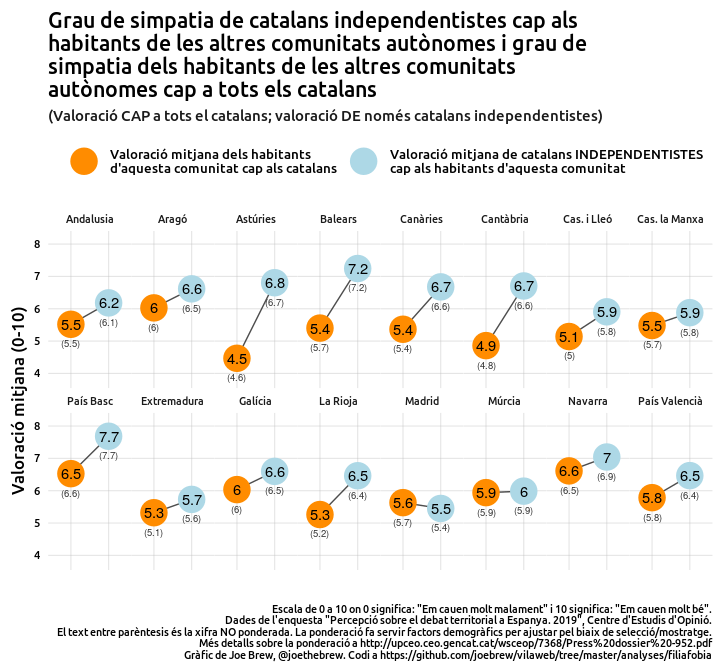 Grau de simpatia de catalans independentistes cap als
habitants de les altres comunitats autònomes i grau de
simpatia dels habitants de les altres comunitats
autònomes cap a tots els catalans
(Valoració CAP a tots el catalans; valoració DE només catalans independentistes)
Valoració mitjana dels habitants
d'aquesta comunitat cap als catalans
Valoració mitjana de catalans INDEPENDENTISTES
cap als habitants d'aquesta comunitat
Andalusia Aragó Astúries Balears Canàries Cantàbria Cas. i Lleó Cas. la Manxa
8
7
6
5
4
5.5 6.2 6 6.6 4.5 6.8 5.4 7.2 5.4 6.7 4.9 6.7 5.1 5.9 5.5 5.9
(5.5) (6.1) (6) (6.5) (4.6) (6.7) (5.7) (7.2) (5.4) (6.6) (4.8) (6.6) (5) (5.8) (5.7) (5.8)
Valoració mitjana (0-10)
País Basc Extremadura Galícia La Rioja Madrid Múrcia Navarra País Valencià
8
7
6
5
4
6.5 7.7 5.3 5.7 6 6.6 5.3 6.5 5.6 5.5 5.9 6 6.6 7 5.8 6.5
(6.6) (7.7) (5.1) (5.6) (6) (6.5) (5.2) (6.4) (5.7) (5.4) (5.9) (5.9) (6.5) (6.9) (5.8) (6.4)
Escala de 0 a 10 on 0 significa: "Em cauen molt malament" i 10 significa: "Em cauen molt bé".
Dades de l'enquesta "Percepció sobre el debat territorial a Espanya. 2019", Centre d'Estudis d'Opinió.
El text entre parèntesis és la xifra NO ponderada. La ponderació fa servir factors demogràfics per ajustar pel biaix de selecció/mostratge.
Més detalls sobre la ponderació a http://upceo.ceo.gencat.cat/wsceop/7368/Press%20dossier%20-952.pdf
Gràfic de Joe Brew, @joethebrew. Codi a https://github.com/joebrew/vilaweb/tree/master/analyses/filiafobia